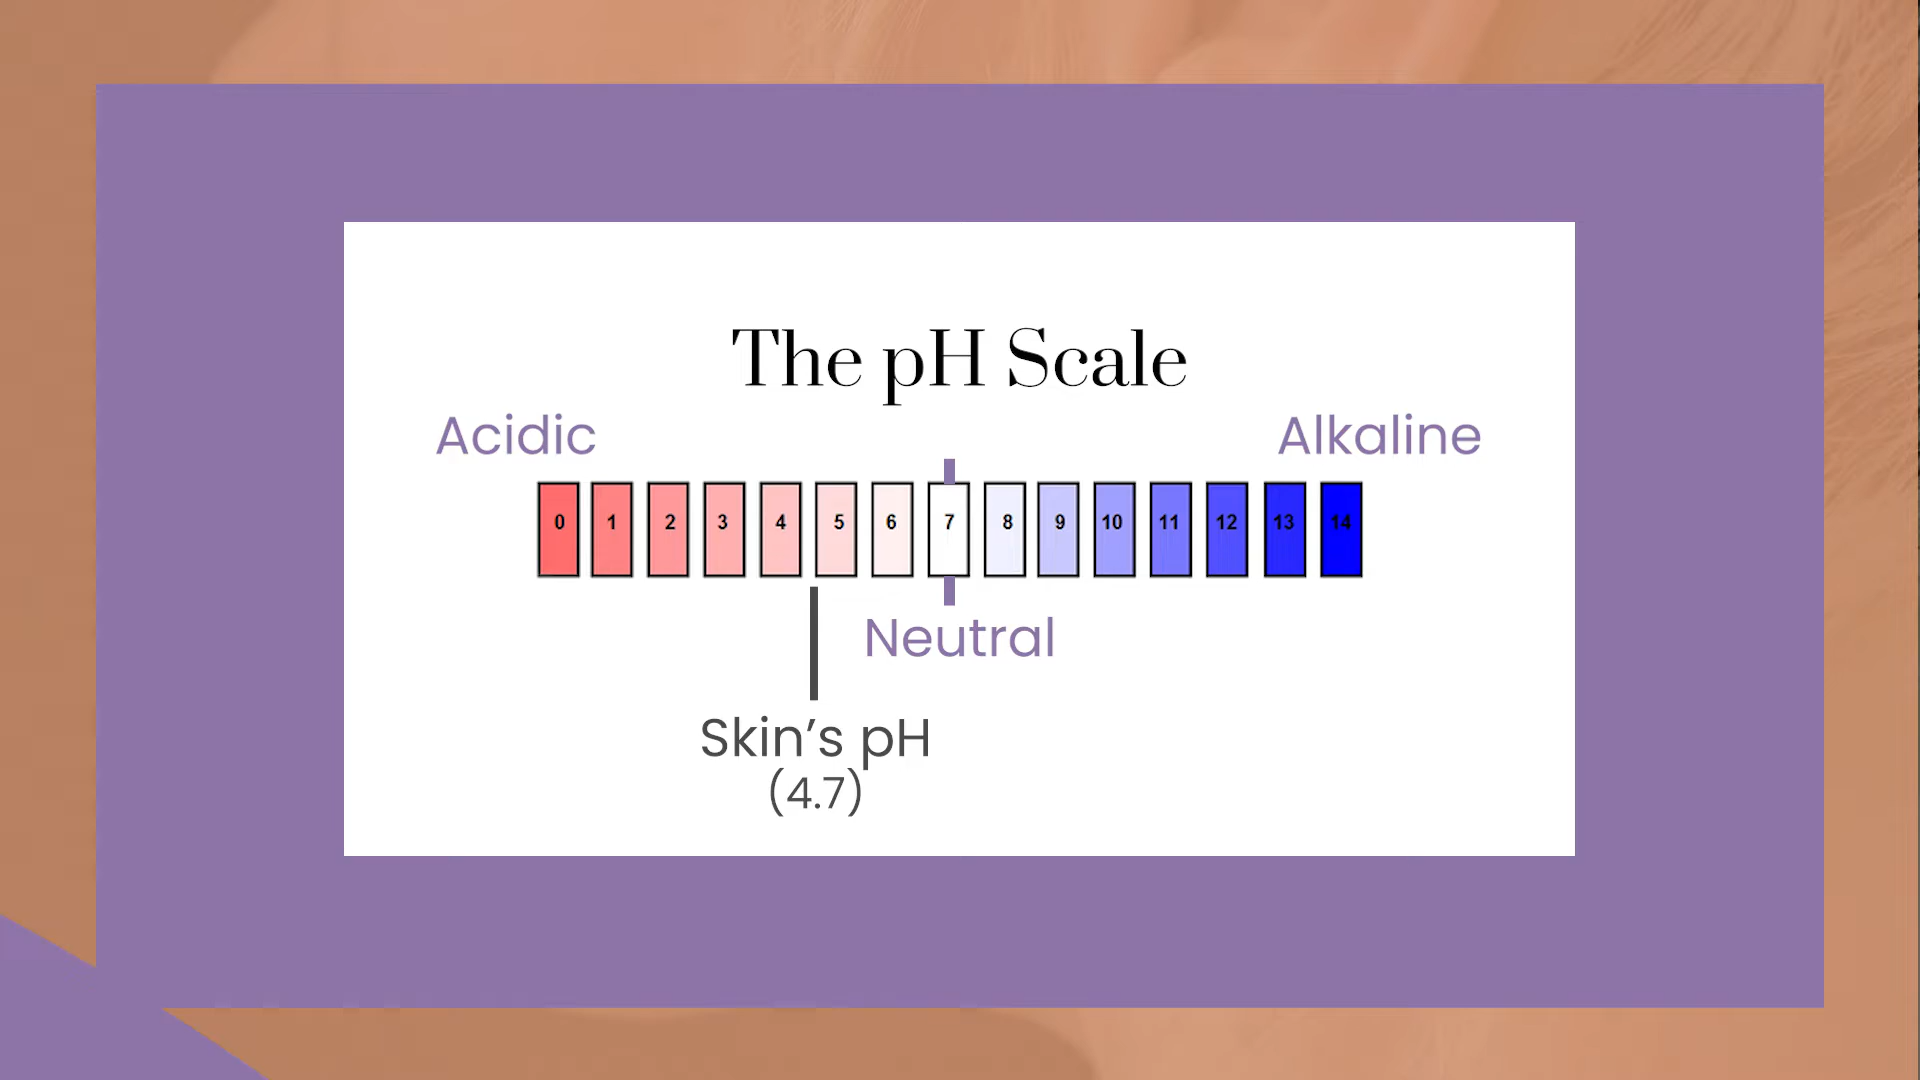 The pH Scale
Acidic
Alkaline
0 1 2 3 4 5 6 7 8 9 10 11 12 13 14
Neutral
Skin’s pH
(4.7)